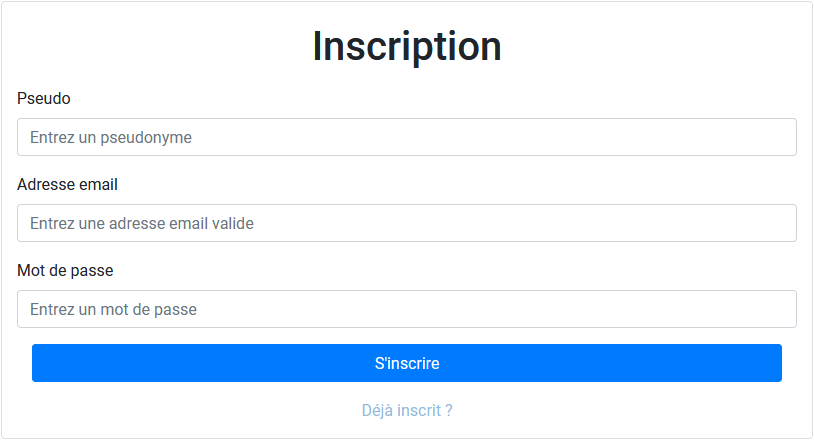 Inscription
Pseudo
Entrez un pseudonyme
Adresse email
Entrez une adresse email valide
Mot de passe
Entrez un mot de passe
S'inscrire
Déjà inscrit ?